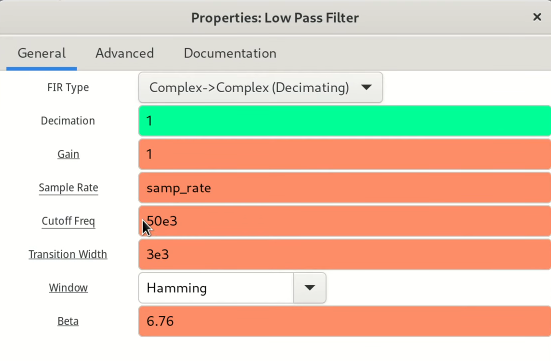 Properties: Low Pass Filter
×
General Advanced Documentation
FIR Type Complex->Complex (Decimating)
Decimation 1
Gain 1
Sample Rate samp_rate
Cutoff Freq 50e3
Transition Width 3e3
Window Hamming
Beta 6.76